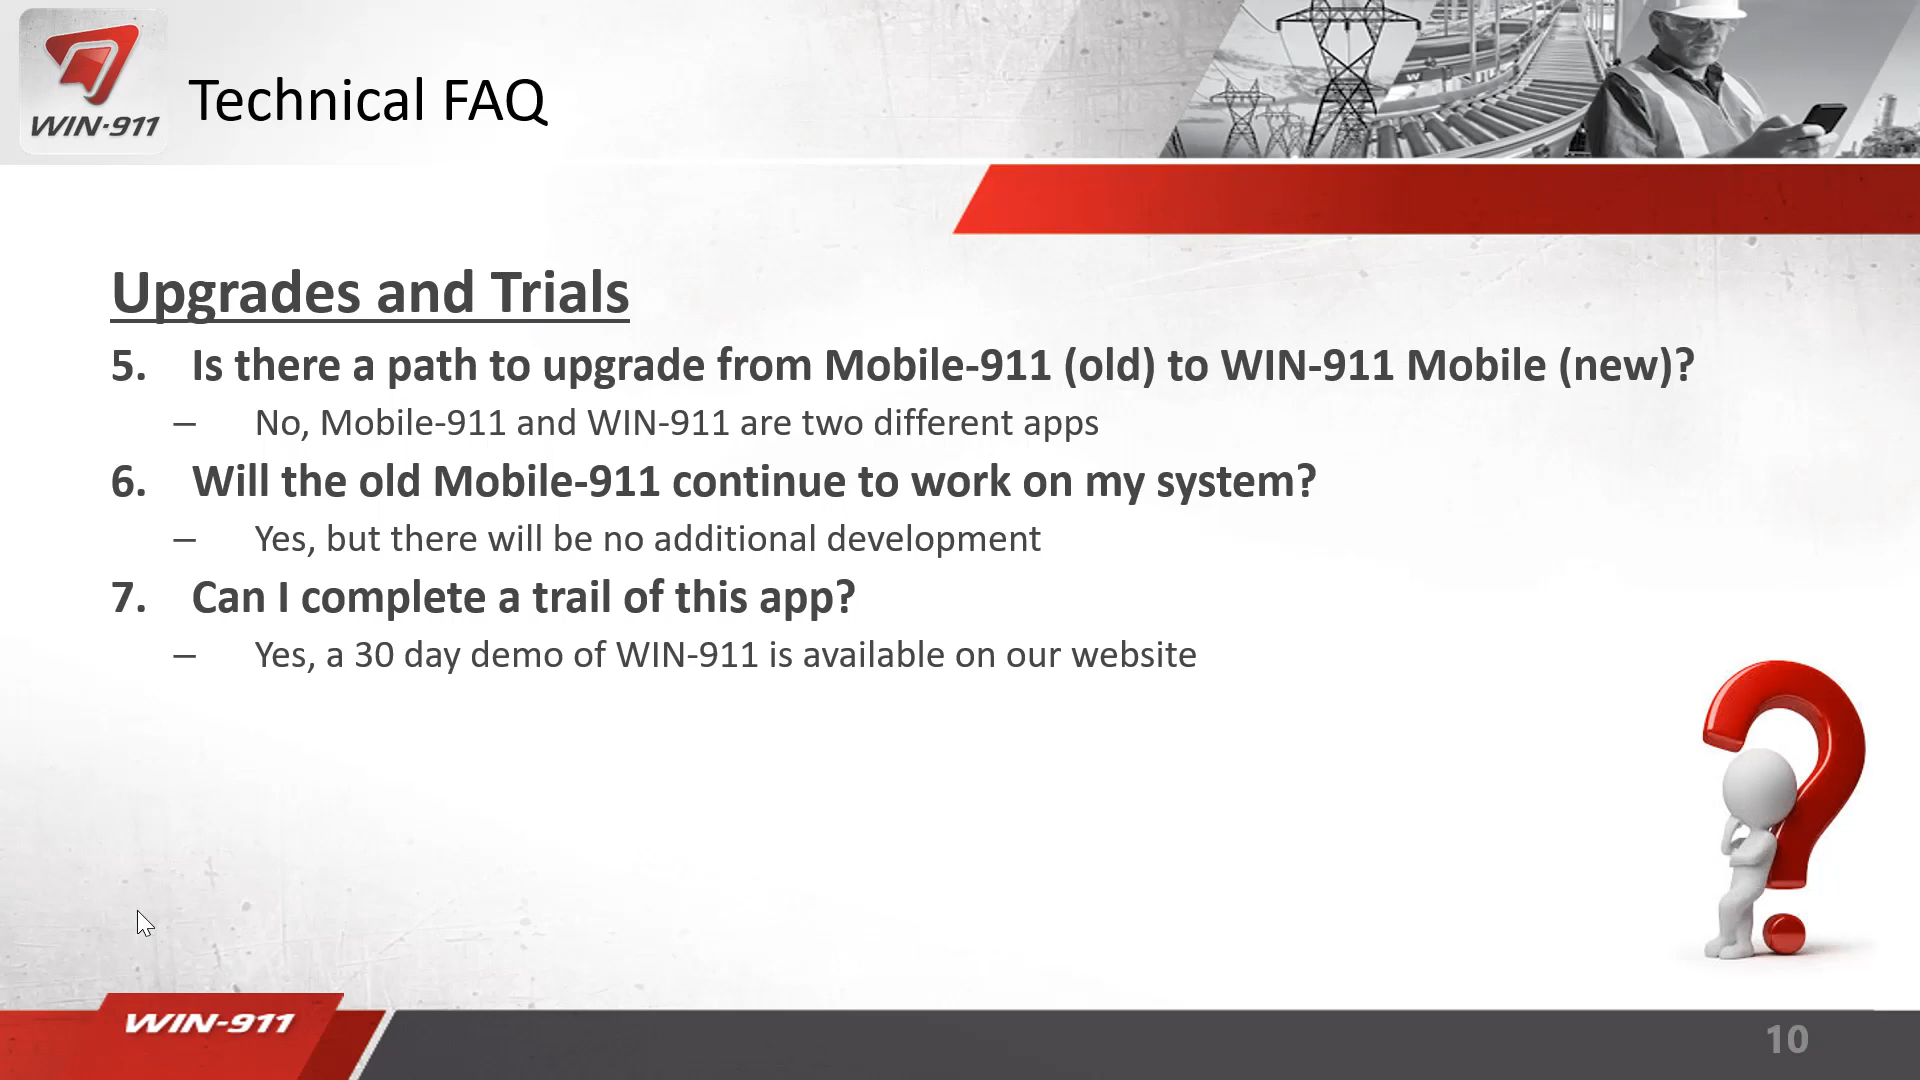 WIN·911
Technical FAQ
Upgrades and Trials
5. Is there a path to upgrade from Mobile-911 (old) to WIN-911 Mobile (new)?
– No, Mobile-911 and WIN-911 are two different apps
6. Will the old Mobile-911 continue to work on my system?
– Yes, but there will be no additional development
7. Can I complete a trail of this app?
– Yes, a 30 day demo of WIN-911 is available on our website
WIN-911
10